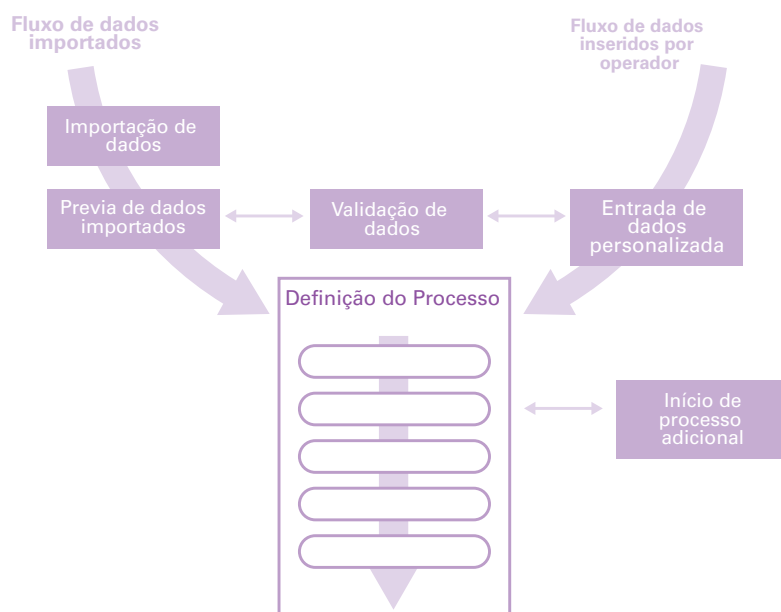 Fluxo de dados
importados
Fluxo de dados
inseridos por
operador
Importação de
dados
Previa de dados
importados
Validação de
dados
Entrada de
dados
personalizada
Definição do Processo
Início de
processo
adicional